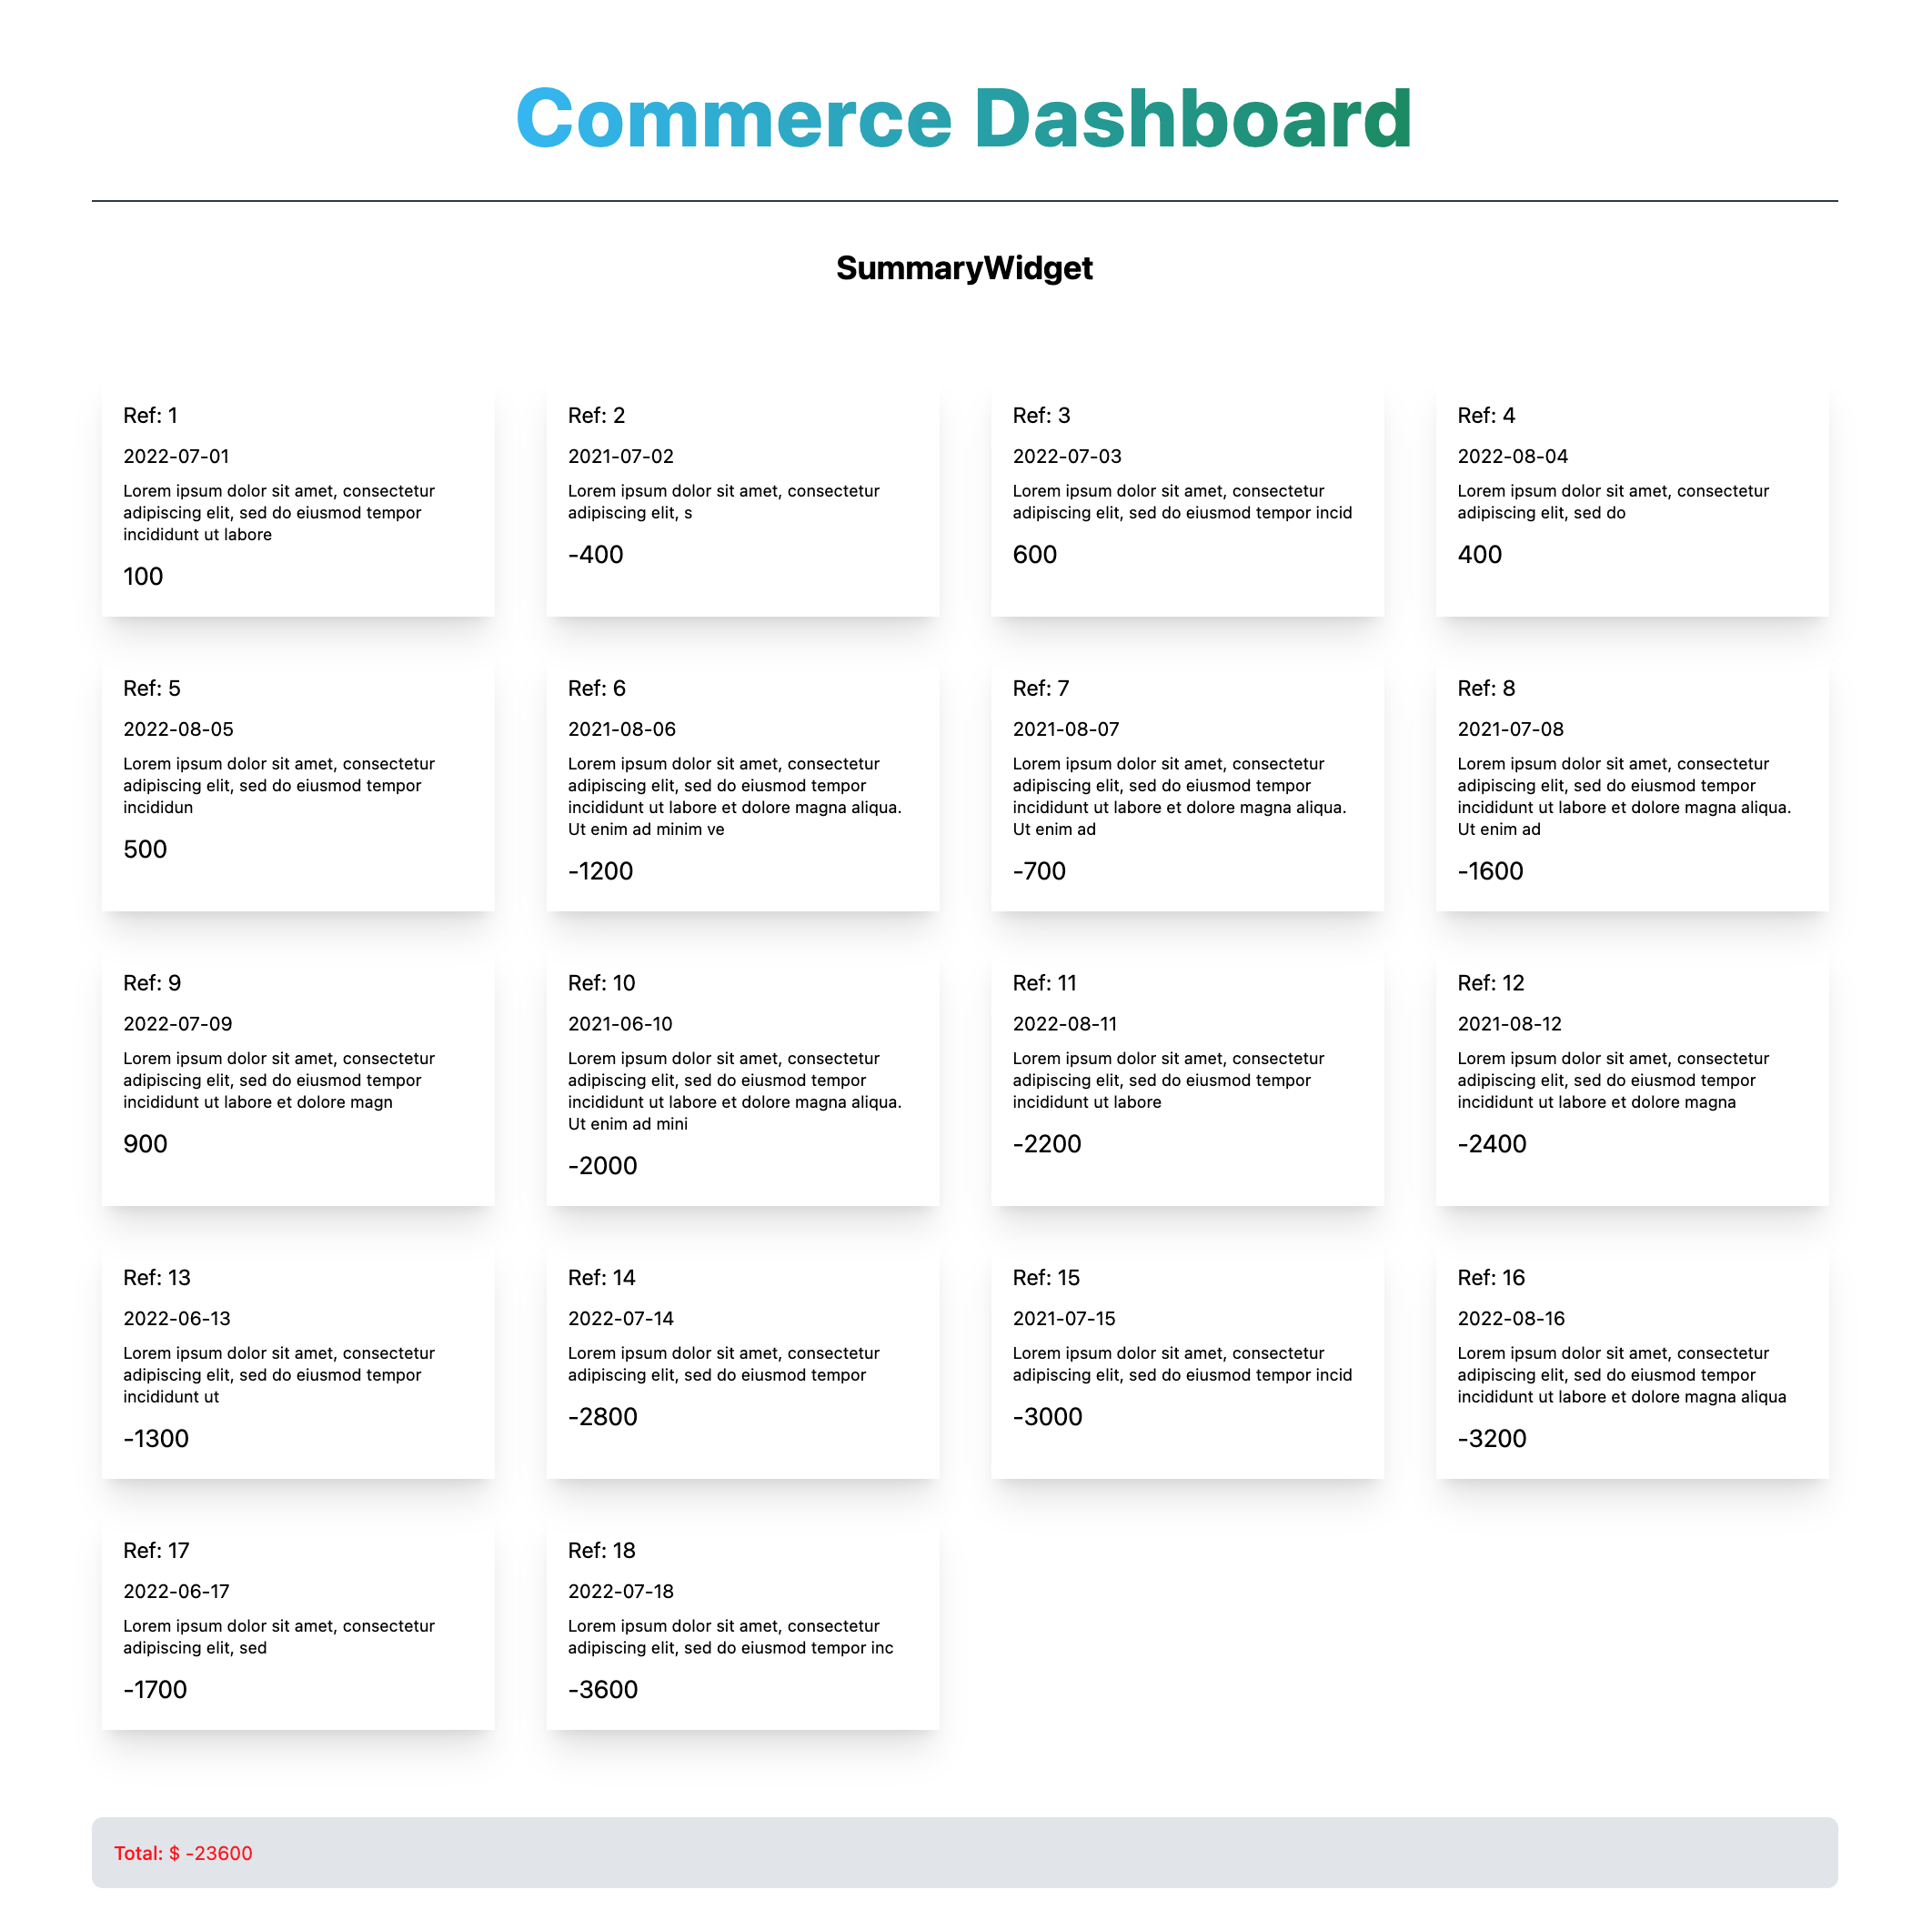 Commerce Dashboard
SummaryWidget
Ref: 1
2022-07-01
Lorem ipsum dolor sit amet, consectetur
adipiscing elit, sed do eiusmod tempor
incididunt ut labore
100
Ref: 2
2021-07-02
Lorem ipsum dolor sit amet, consectetur
adipiscing elit, s
-400
Ref: 3
2022-07-03
Lorem ipsum dolor sit amet, consectetur
adipiscing elit, sed do eiusmod tempor incid
600
Ref: 4
2022-08-04
Lorem ipsum dolor sit amet, consectetur
adipiscing elit, sed do
400
Ref: 5
2022-08-05
Lorem ipsum dolor sit amet, consectetur
adipiscing elit, sed do eiusmod tempor
incididun
500
Ref: 6
2021-08-06
Lorem ipsum dolor sit amet, consectetur
adipiscing elit, sed do eiusmod tempor
incididunt ut labore et dolore magna aliqua.
Ut enim ad minim ve
-1200
Ref: 7
2021-08-07
Lorem ipsum dolor sit amet, consectetur
adipiscing elit, sed do eiusmod tempor
incididunt ut labore et dolore magna aliqua.
Ut enim ad
-700
Ref: 8
2021-07-08
Lorem ipsum dolor sit amet, consectetur
adipiscing elit, sed do eiusmod tempor
incididunt ut labore et dolore magna aliqua.
Ut enim ad
-1600
Ref: 9
2022-07-09
Lorem ipsum dolor sit amet, consectetur
adipiscing elit, sed do eiusmod tempor
incididunt ut labore et dolore magn
900
Ref: 10
2021-06-10
Lorem ipsum dolor sit amet, consectetur
adipiscing elit, sed do eiusmod tempor
incididunt ut labore et dolore magna aliqua.
Ut enim ad mini
-2000
Ref: 11
2022-08-11
Lorem ipsum dolor sit amet, consectetur
adipiscing elit, sed do eiusmod tempor
incididunt ut labore
-2200
Ref: 12
2021-08-12
Lorem ipsum dolor sit amet, consectetur
adipiscing elit, sed do eiusmod tempor
incididunt ut labore et dolore magna
-2400
Ref: 13
2022-06-13
Lorem ipsum dolor sit amet, consectetur
adipiscing elit, sed do eiusmod tempor
incididunt ut
-1300
Ref: 14
2022-07-14
Lorem ipsum dolor sit amet, consectetur
adipiscing elit, sed do eiusmod tempor
-2800
Ref: 15
2021-07-15
Lorem ipsum dolor sit amet, consectetur
adipiscing elit, sed do eiusmod tempor incid
-3000
Ref: 16
2022-08-16
Lorem ipsum dolor sit amet, consectetur
adipiscing elit, sed do eiusmod tempor
incididunt ut labore et dolore magna aliqua
-3200
Ref: 17
2022-06-17
Lorem ipsum dolor sit amet, consectetur
adipiscing elit, sed
-1700
Ref: 18
2022-07-18
Lorem ipsum dolor sit amet, consectetur
adipiscing elit, sed do eiusmod tempor inc
-3600
Total: $ -23600